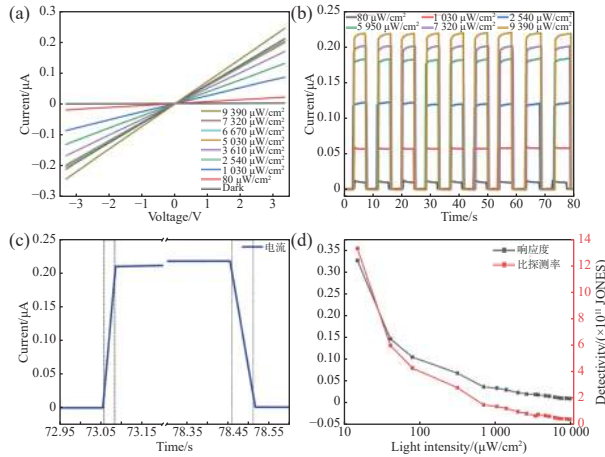 (a)
0.3
0.2
0.1
0
−0.1
−0.2
−0.3
Current/μA
−3 −2 −1 0 1 2 3
Voltage/V
9 390 μW/cm²
7 320 μW/cm²
6 670 μW/cm²
5 030 μW/cm²
3 610 μW/cm²
2 540 μW/cm²
1 030 μW/cm²
80 μW/cm²
Dark
(b)
80 μW/cm² 1 030 μW/cm² 2 540 μW/cm²
5 950 μW/cm² 7 320 μW/cm² 9 390 μW/cm²
0.20
0.15
0.10
0.05
0
Current/μA
0 10 20 30 40 50 60 70 80
Time/s
(c)
电流
0.25
0.20
0.10
0.00
Current/μA
72.95 73.05 73.15 78.35 78.45 78.55
Time/s
(d)
响应度
比探测率
0.35
0.30
0.25
0.20
0.15
0.10
0.05
0
−0.05
14
12
10
8
6
4
2
0
Detectivity/(×10¹¹ JONES)
10 100 1 000 10 000
Light intensity/(μW/cm²)